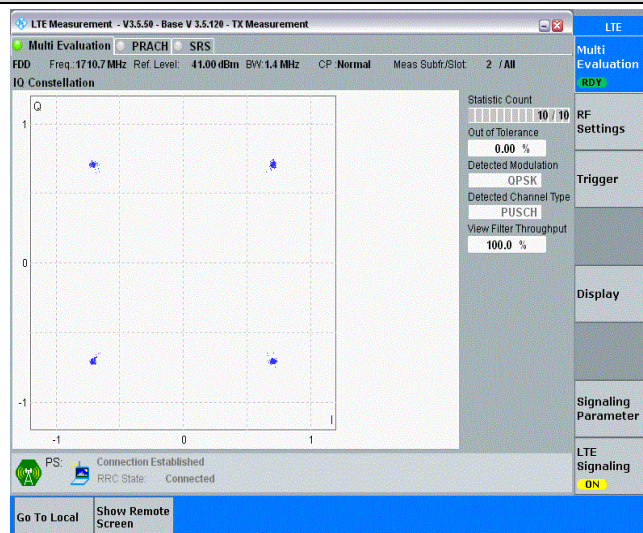 LTE Measurement - V3.5.50 - Base V 3.5.120 - TX Measurement
LTE
Multi Evaluation PRACH SRS
FDD Freq.:1710.7 MHz Ref. Level: 41.00 dBm BW:1.4 MHz CP :Normal Meas Subfr./Slot: 2 / All
IQ Constellation
Q
1
0
-1
I
-1 0 1
Statistic Count
10 / 10
Out of Tolerance
0.00 %
Detected Modulation
QPSK
Detected Channel Type
PUSCH
View Filter Throughput
100.0 %
PS: Connection Established
RRC State: Connected
Multi
Evaluation
RDY
RF
Settings
Trigger
Display
Signaling
Parameter
LTE
Signaling
ON
Go To Local
Show Remote
Screen